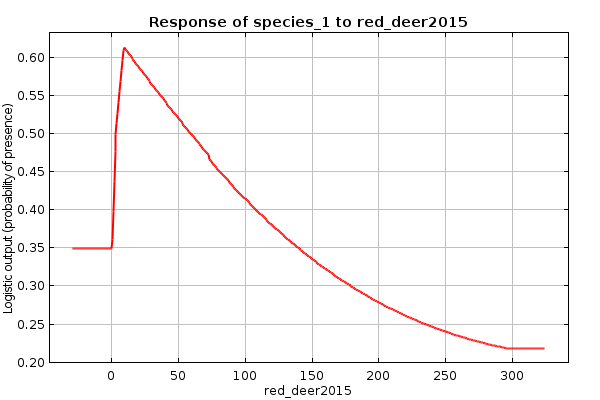 Response of species_1 to red_deer2015
Logistic output (probability of presence)
0.60
0.55
0.50
0.45
0.40
0.35
0.30
0.25
0.20
0 50 100 150 200 250 300
red_deer2015